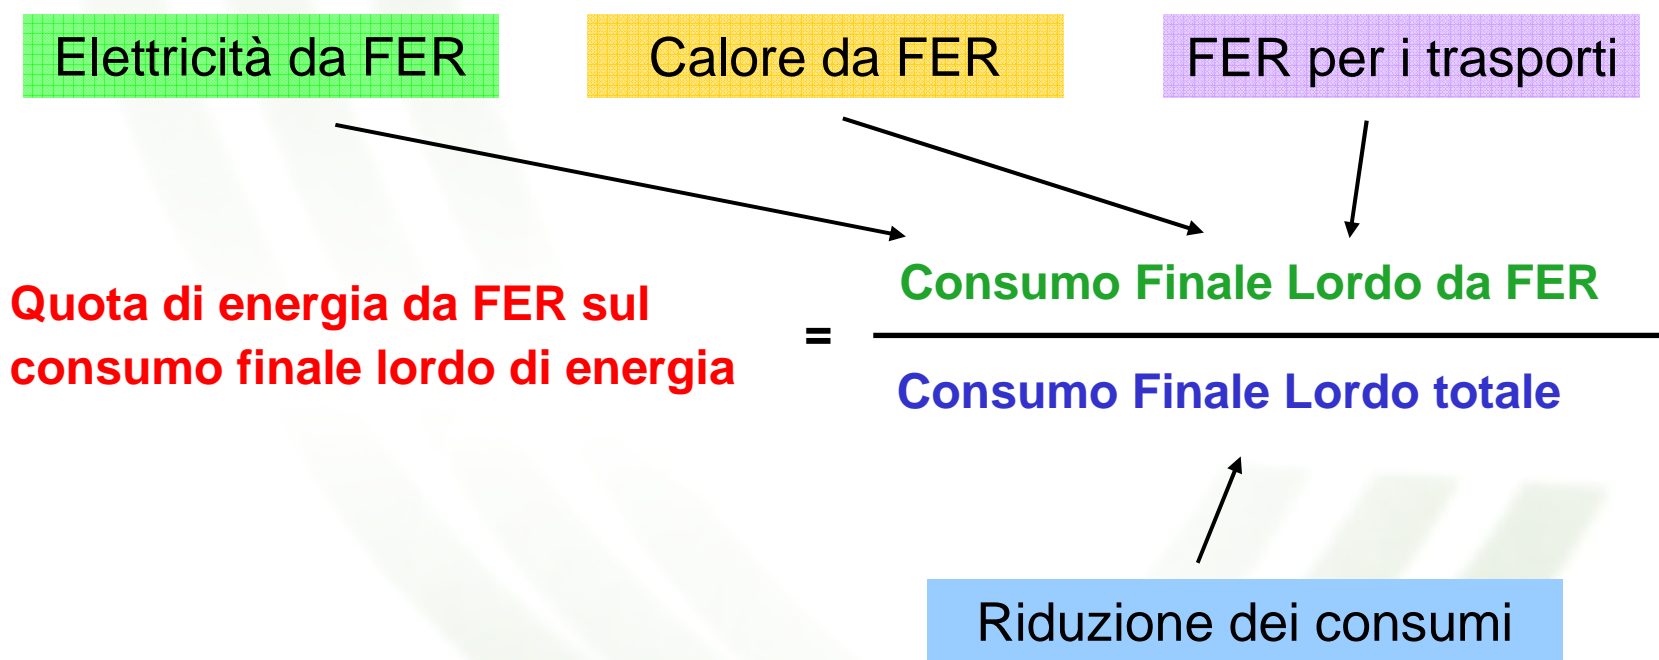 Elettricità da FER
Calore da FER
FER per i trasporti
Quota di energia da FER sul
consumo finale lordo di energia
=
Consumo Finale Lordo da FER
Consumo Finale Lordo totale
Riduzione dei consumi